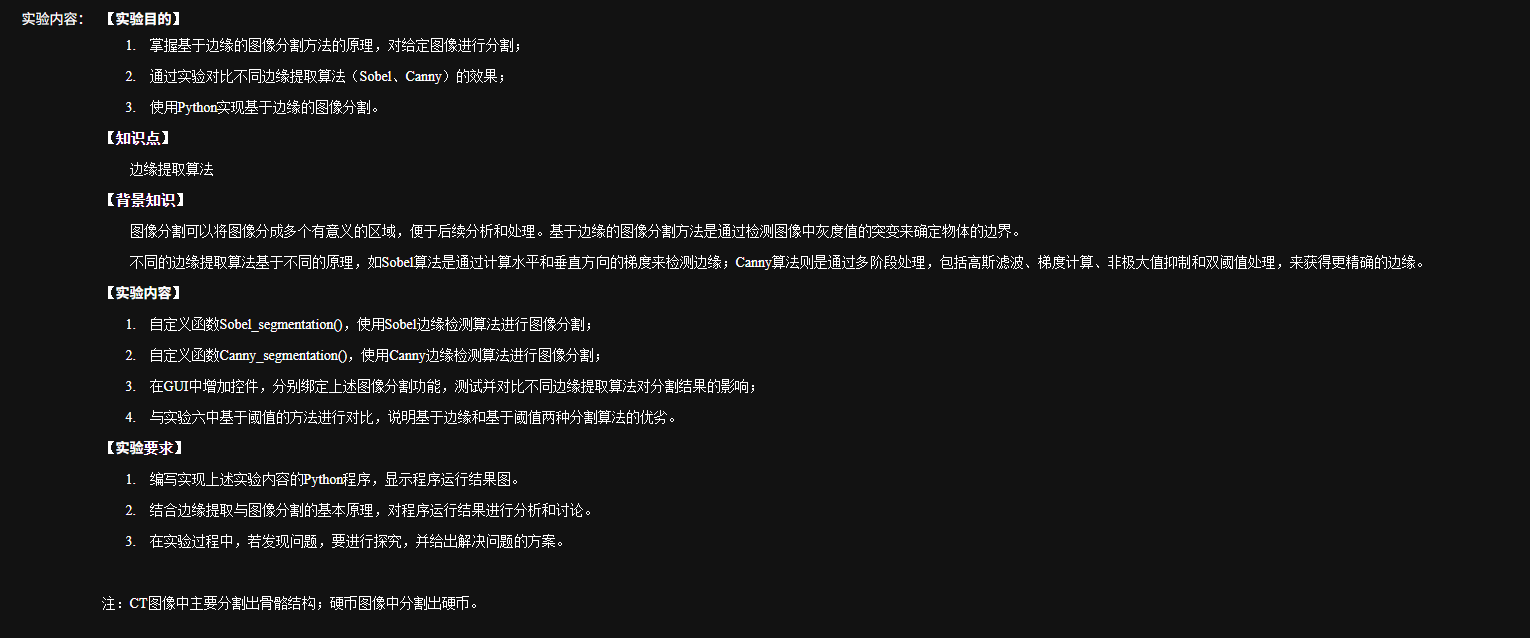 实验内容： 【实验目的】
1. 掌握基于边缘的图像分割方法的原理，对给定图像进行分割；
2. 通过实验对比不同边缘提取算法（Sobel、Canny）的效果；
3. 使用Python实现基于边缘的图像分割。
【知识点】
边缘提取算法
【背景知识】
图像分割可以将图像分成多个有意义的区域，便于后续分析和处理。基于边缘的图像分割方法是通过检测图像中灰度值的突变来确定物体的边界。
不同的边缘提取算法基于不同的原理，如Sobel算法是通过计算水平和垂直方向的梯度来检测边缘；Canny算法则是通过多阶段处理，包括高斯滤波、梯度计算、非极大值抑制和双阈值处理，来获得更精确的边缘。
【实验内容】
1. 自定义函数Sobel_segmentation()，使用Sobel边缘检测算法进行图像分割；
2. 自定义函数Canny_segmentation()，使用Canny边缘检测算法进行图像分割；
3. 在GUI中增加控件，分别绑定上述图像分割功能，测试并对比不同边缘提取算法对分割结果的影响；
4. 与实验六中基于阈值的方法进行对比，说明基于边缘和基于阈值两种分割算法的优劣。
【实验要求】
1. 编写实现上述实验内容的Python程序，显示程序运行结果图。
2. 结合边缘提取与图像分割的基本原理，对程序运行结果进行分析和讨论。
3. 在实验过程中，若发现问题，要进行探究，并给出解决问题的方案。
注：CT图像中主要分割出骨骼结构；硬币图像中分割出硬币。